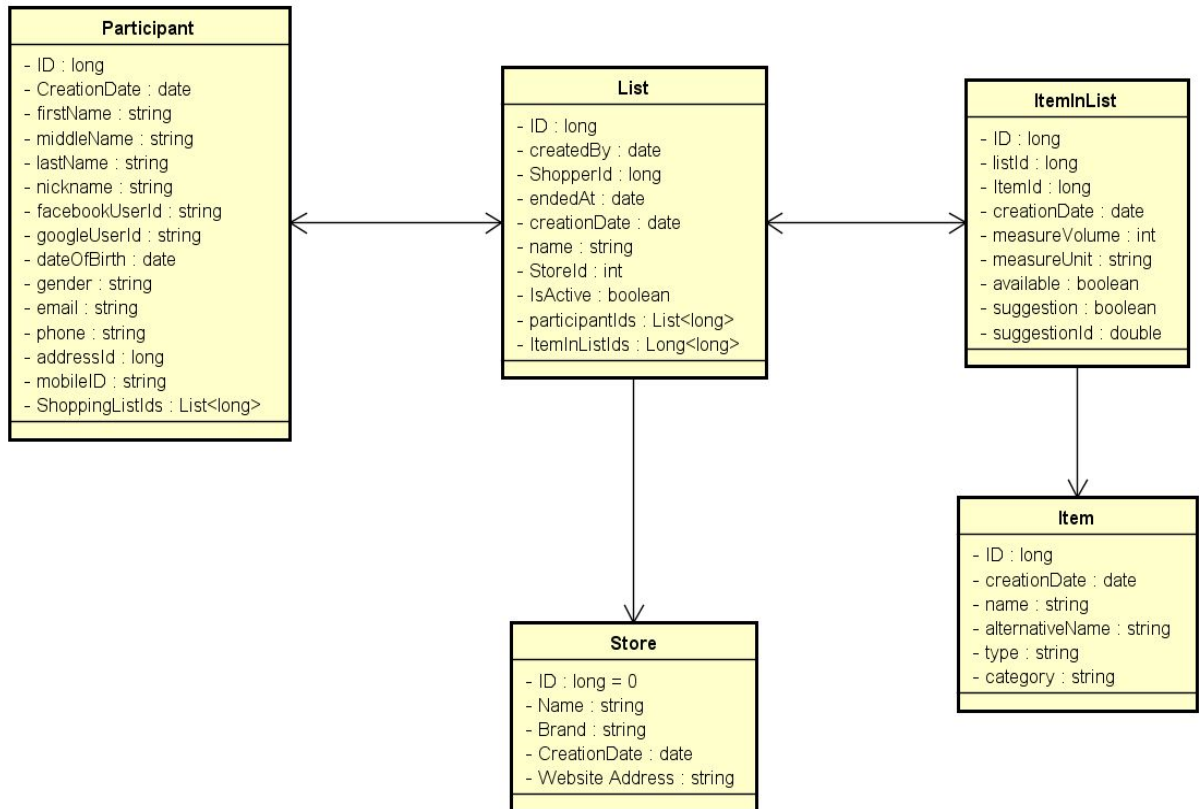 Participant
- ID : long
- CreationDate : date
- firstName : string
- middleName : string
- lastName : string
- nickname : string
- facebookUserId : string
- googleUserId : string
- dateOfBirth : date
- gender : string
- email : string
- phone : string
- addressId : long
- mobileID : string
- ShoppingListIds : List<long>
List
- ID : long
- createdBy : date
- ShopperId : long
- endedAt : date
- creationDate : date
- name : string
- StoreId : int
- IsActive : boolean
- participantIds : List<long>
- ItemInListIds : Long<long>
ItemInList
- ID : long
- listId : long
- ItemId : long
- creationDate : date
- measureVolume : int
- measureUnit : string
- available : boolean
- suggestion : boolean
- suggestionId : double
Item
- ID : long
- creationDate : date
- name : string
- alternativeName : string
- type : string
- category : string
Store
- ID : long = 0
- Name : string
- Brand : string
- CreationDate : date
- Website Address : string